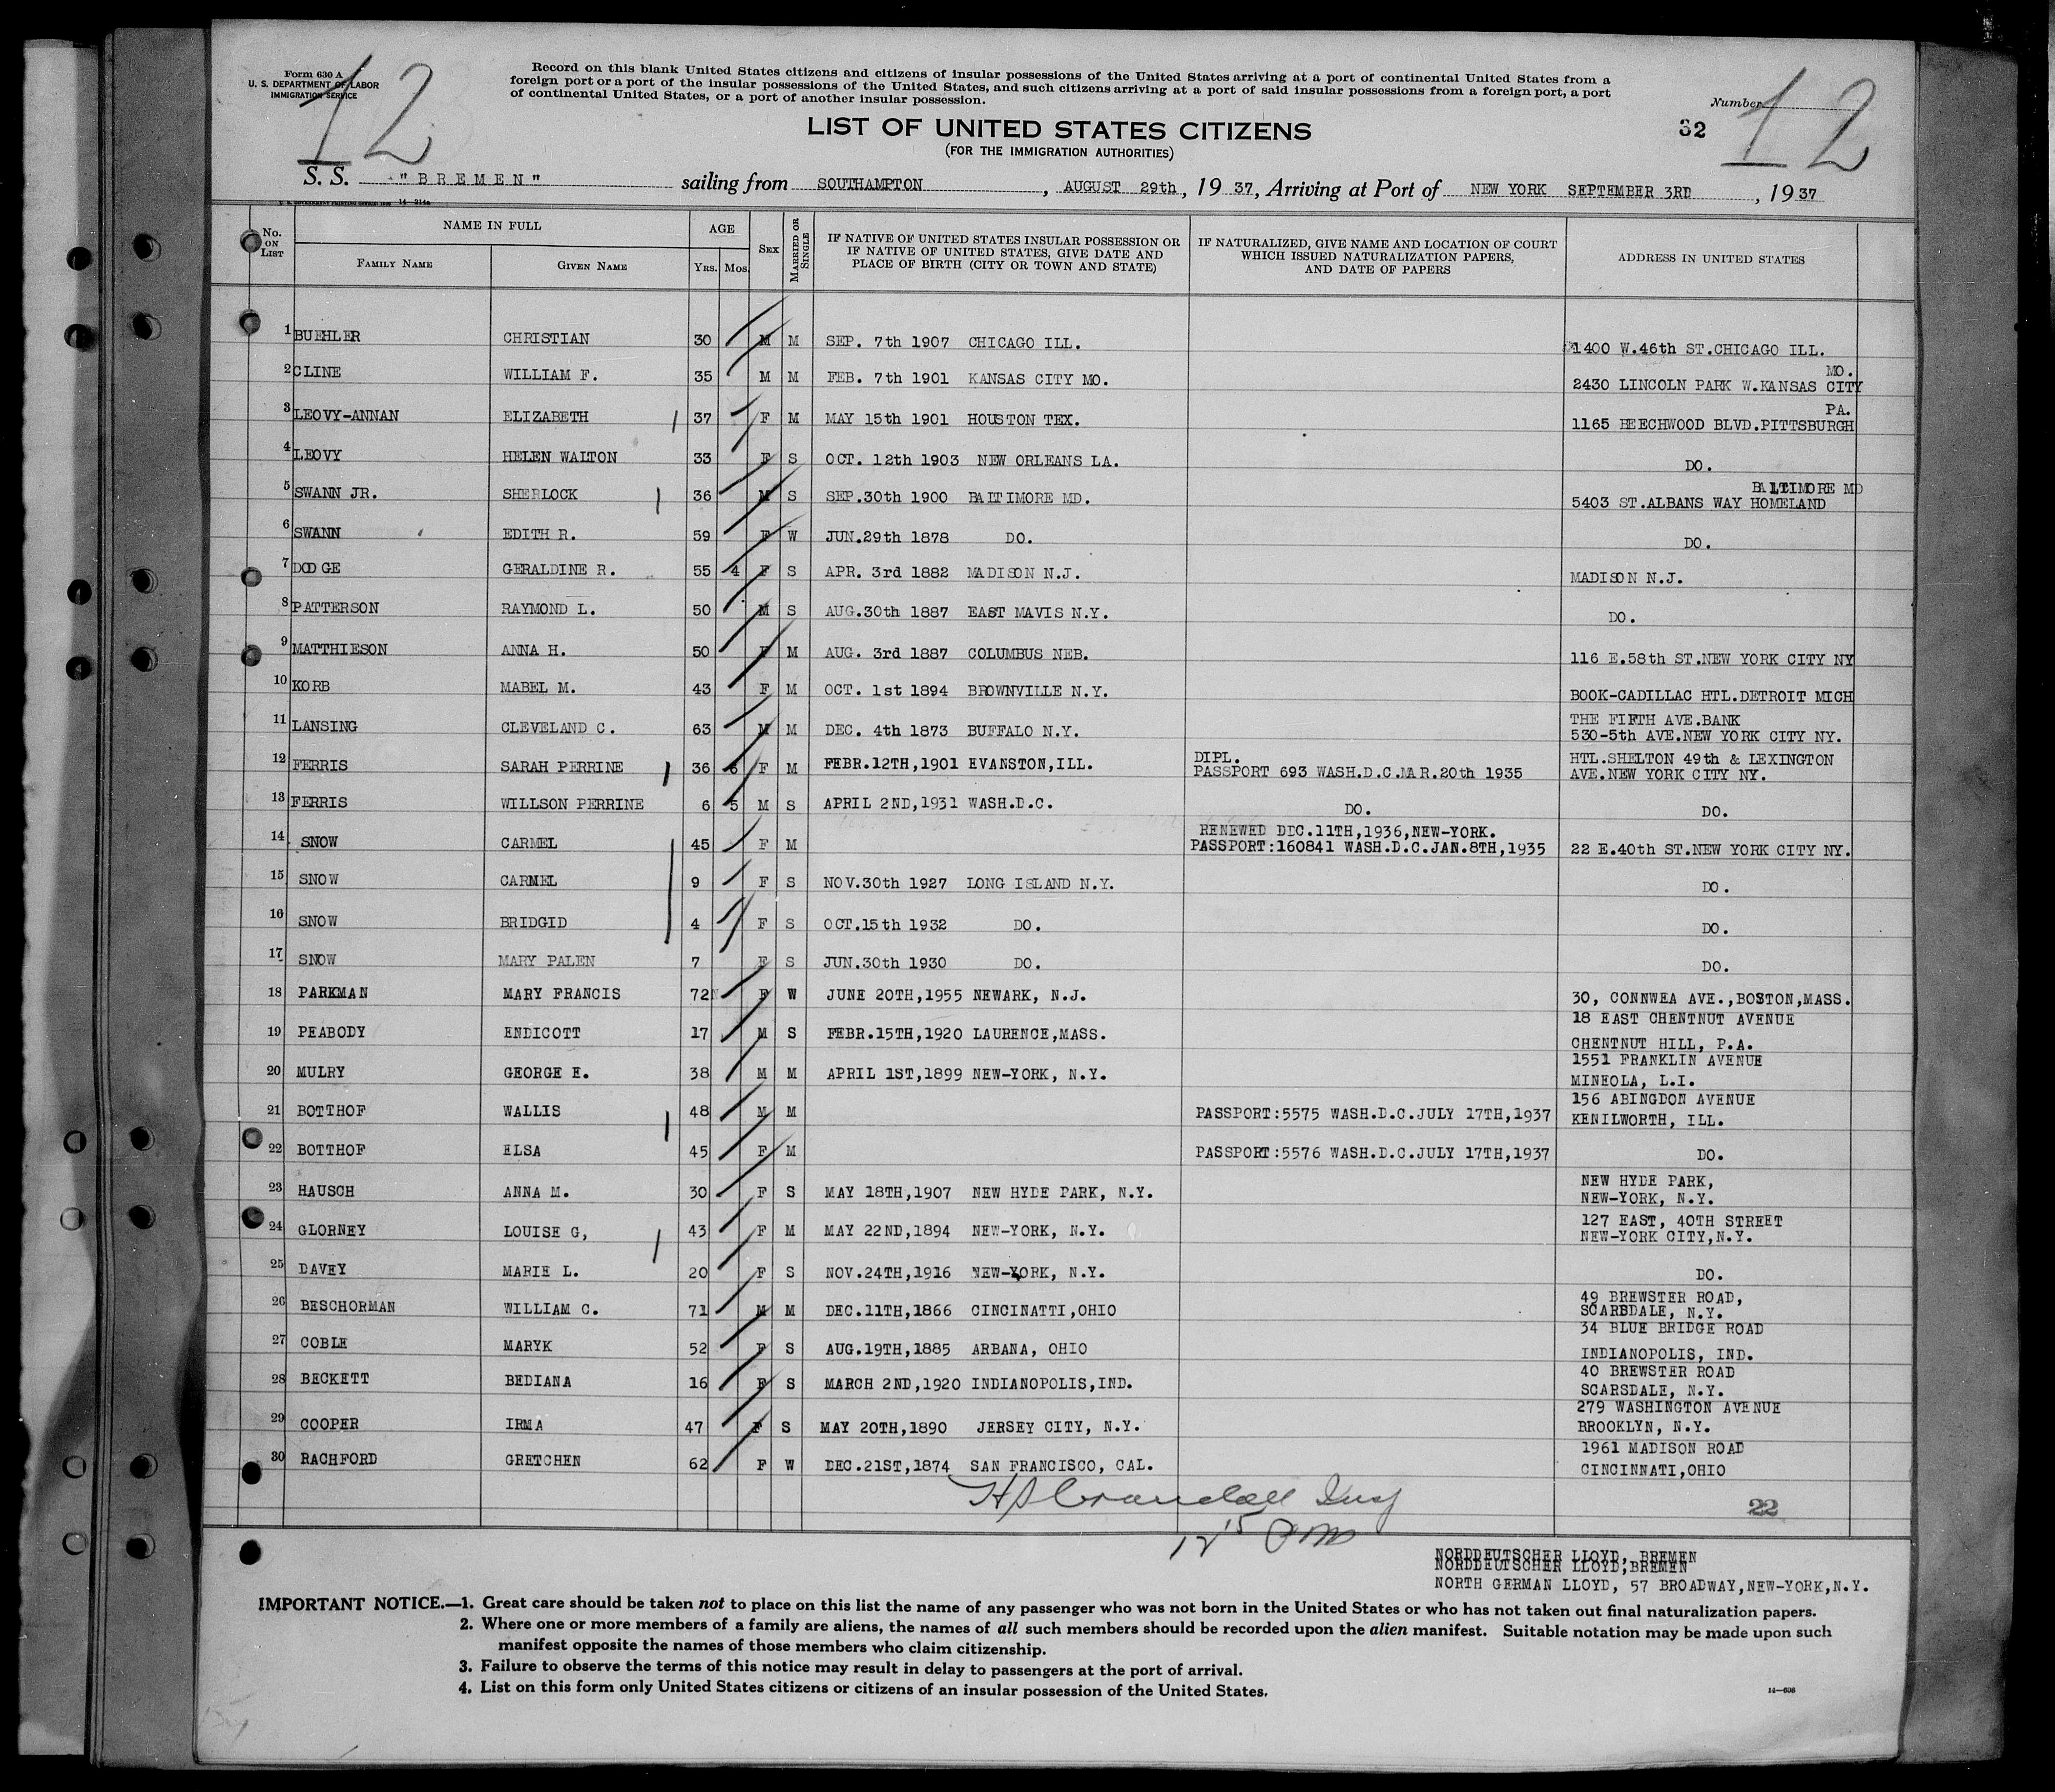 Form 630 A
U. S. DEPARTMENT OF LABOR
IMMIGRATION SERVICE
12
Record on this blank United States citizens and citizens of insular possessions of the United States arriving at a port of continental United States from a
foreign port or a port of the insular possessions of the United States, and such citizens arriving at a port of said insular possessions from a foreign port, a port
of continental United States, or a port of another insular possession.
Number
12
LIST OF UNITED STATES CITIZENS
32
(FOR THE IMMIGRATION AUTHORITIES)
S. S. "BREMEN" sailing from SOUTHAMPTON, AUGUST 29th, 19 37, Arriving at Port of NEW YORK SEPTEMBER 3RD, 19 37
No. ON LIST
NAME IN FULL
FAMILY NAME
GIVEN NAME
AGE
YRS. MOS.
SEX
MARRIED OR SINGLE
IF NATIVE OF UNITED STATES INSULAR POSSESSION OR
IF NATIVE OF UNITED STATES, GIVE DATE AND
PLACE OF BIRTH (CITY OR TOWN AND STATE)
IF NATURALIZED, GIVE NAME AND LOCATION OF COURT
WHICH ISSUED NATURALIZATION PAPERS,
AND DATE OF PAPERS
ADDRESS IN UNITED STATES
1 BUEHLER CHRISTIAN 30 M M SEP. 7th 1907 CHICAGO ILL. 1400 W.46th ST.CHICAGO ILL.
2 CLINE WILLIAM F. 35 M M FEB. 7th 1901 KANSAS CITY MO. 2430 LINCOLN PARK W.KANSAS CITY MO.
3 LEOVY-ANNAN ELIZABETH 37 F M MAY 15th 1901 HOUSTON TEX. 1165 BEECHWOOD BLVD.PITTSBURGH PA.
4 LEOVY HELEN WALTON 33 F S OCT. 12th 1903 NEW ORLEANS LA. DO.
5 SWANN JR. SHERLOCK 36 M S SEP.30th 1900 BALTIMORE MD. 5403 ST.ALBANS WAY HOMELAND BALTIMORE MD
6 SWANN EDITH R. 59 F W JUN.29th 1878 DO. DO.
7 DODGE GERALDINE R. 55 4 F S APR. 3rd 1882 MADISON N.J. MADISON N.J.
8 PATTERSON RAYMOND L. 50 M S AUG.30th 1887 EAST MAVIS N.Y. DO.
9 MATTHIESON ANNA H. 50 F M AUG. 3rd 1887 COLUMBUS NEB. 116 E.58th ST.NEW YORK CITY NY
10 KORB MABEL M. 43 F M OCT. 1st 1894 BROWNVILLE N.Y. BOOK-CADILLAC HTL.DETROIT MICH
11 LANSING CLEVELAND C. 63 M M DEC. 4th 1873 BUFFALO N.Y. THE FIFTH AVE.BANK
530-5th AVE.NEW YORK CITY NY.
12 FERRIS SARAH PERRINE 36 6 F M FEBR.12TH,1901 EVANSTON,ILL. DIPL.
PASSPORT 693 WASH.D.C.MAR.20th 1935 HTL.SHELTON 49th & LEXINGTON
AVE.NEW YORK CITY NY.
13 FERRIS WILLSON PERRINE 6 5 M S APRIL 2ND,1931 WASH.D.C. DO. DO.
14 SNOW CARMEL 45 F M RENEWED DEC.11TH,1936,NEW-YORK.
PASSPORT:160841 WASH.D.C.JAN.8TH,1935 22 E.40th ST.NEW YORK CITY NY.
15 SNOW CARMEL 9 F S NOV.30th 1927 LONG ISLAND N.Y. DO.
16 SNOW BRIDGID 4 F S OCT.15th 1932 DO. DO.
17 SNOW MARY PALEN 7 F S JUN.30th 1930 DO. DO.
18 PARKMAN MARY FRANCIS 72 F W JUNE 20TH,1955 NEWARK, N.J. 30, CONNWEA AVE.,BOSTON,MASS.
19 PEABODY ENDICOTT 17 M S FEBR.15TH,1920 LAURENCE,MASS. 18 EAST CHENTNUT AVENUE
CHENTNUT HILL, P.A.
20 MULRY GEORGE E. 38 M M APRIL 1ST,1899 NEW-YORK, N.Y. 1551 FRANKLIN AVENUE
MINEOLA, L.I.
21 BOTTHOF WALLIS 48 M M PASSPORT:5575 WASH.D.C.JULY 17TH,1937 156 ABINGDON AVENUE
KENILWORTH, ILL.
22 BOTTHOF ELSA 45 F M PASSPORT:5576 WASH.D.C.JULY 17TH,1937 DO.
23 HAUSCH ANNA M. 30 F S MAY 18TH,1907 NEW HYDE PARK, N.Y. NEW HYDE PARK,
NEW-YORK, N.Y.
24 GLORNEY LOUISE G, 43 F M MAY 22ND,1894 NEW-YORK, N.Y. 127 EAST, 40TH STREET
NEW-YORK CITY,N.Y.
25 DAVEY MARIE L. 20 F S NOV.24TH,1916 NEW-YORK, N.Y. DO.
26 BESCHORMAN WILLIAM C. 71 M M DEC.11TH,1866 CINCINATTI,OHIO 49 BREWSTER ROAD,
SCARSDALE, N.Y.
27 COBLE MARYK 52 F S AUG.19TH,1885 ARBANA, OHIO 34 BLUE BRIDGE ROAD
INDIANOPOLIS, IND.
28 BECKETT BEDIANA 16 F S MARCH 2ND,1920 INDIANOPOLIS,IND. 40 BREWSTER ROAD
SCARSDALE, N.Y.
29 COOPER IRMA 47 F S MAY 20TH,1890 JERSEY CITY, N.Y. 279 WASHINGTON AVENUE
BROOKLYN, N.Y.
30 RACHFORD GRETCHEN 62 F W DEC.21ST,1874 SAN FRANCISCO, CAL. 1961 MADISON ROAD
CINCINNATI,OHIO
Crandall
22
12 15 PM
NORDDEUTSCHER LLOYD, BREMEN
NORDDEUTSCHER LLOYD,BREMEN
NORTH GERMAN LLOYD, 57 BROADWAY,NEW-YORK,N.Y.
IMPORTANT NOTICE.—1. Great care should be taken not to place on this list the name of any passenger who was not born in the United States or who has not taken out final naturalization papers.
2. Where one or more members of a family are aliens, the names of all such members should be recorded upon the alien manifest. Suitable notation may be made upon such
manifest opposite the names of those members who claim citizenship.
3. Failure to observe the terms of this notice may result in delay to passengers at the port of arrival.
4. List on this form only United States citizens or citizens of an insular possession of the United States.
14—608